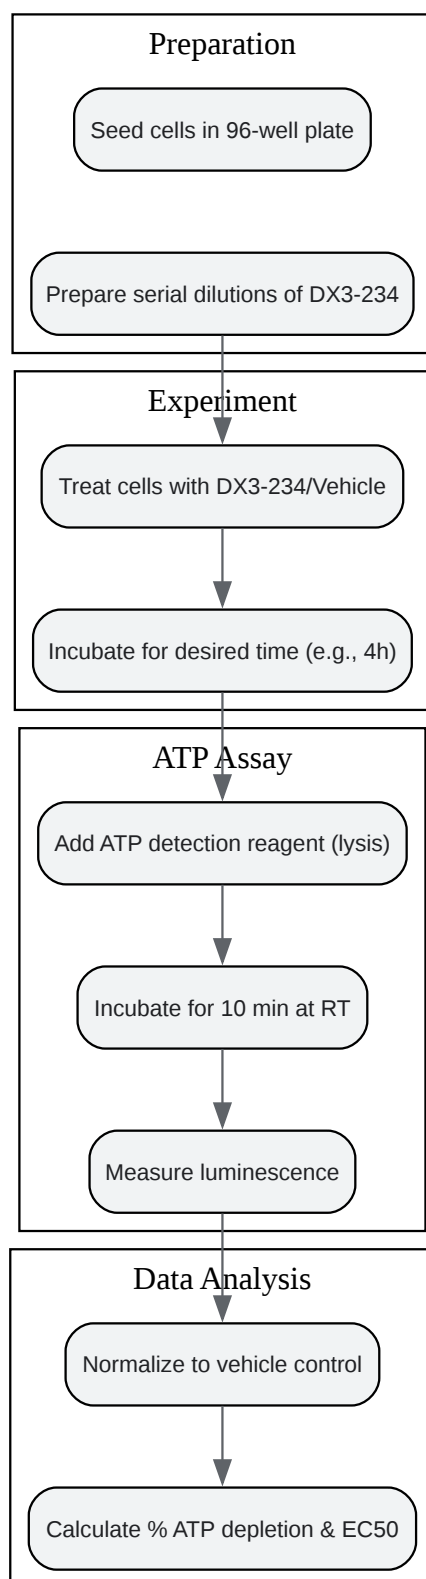 Preparation
Seed cells in 96-well plate
Prepare serial dilutions of DX3-234
Experiment
Treat cells with DX3-234/Vehicle
Incubate for desired time (e.g., 4h)
ATP Assay
Add ATP detection reagent (lysis)
Incubate for 10 min at RT
Measure luminescence
Data Analysis
Normalize to vehicle control
Calculate % ATP depletion & EC50